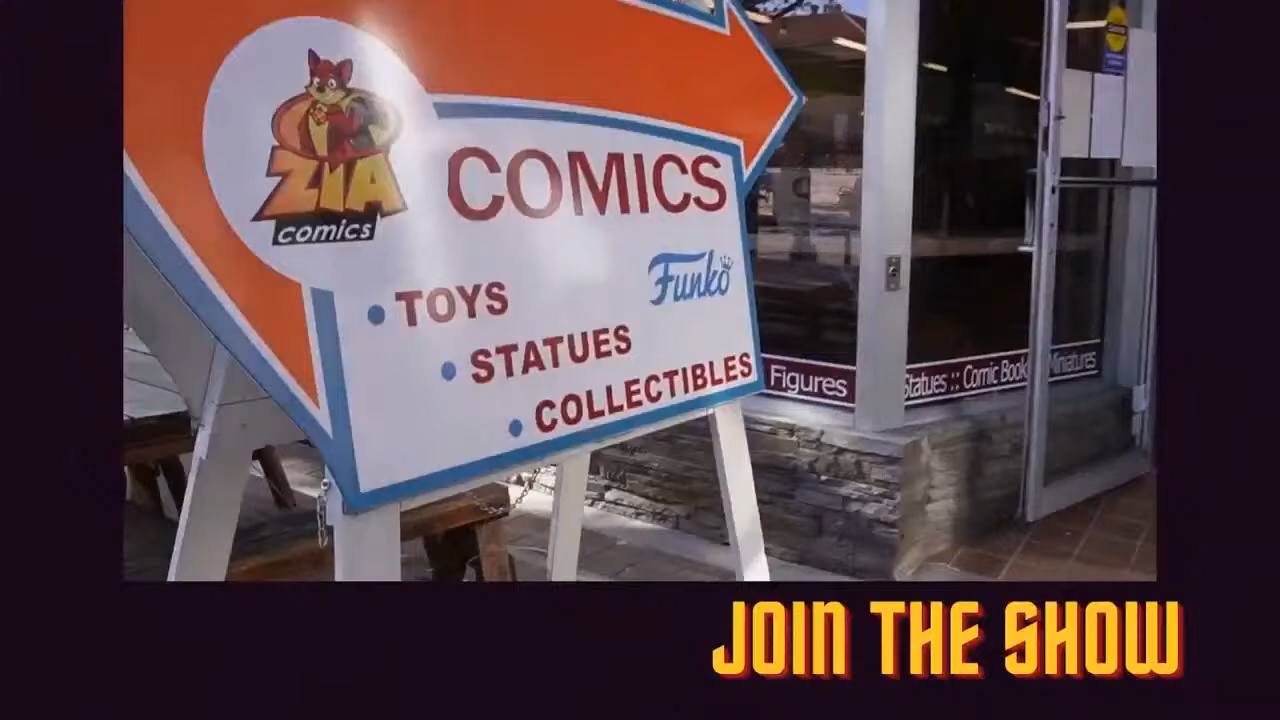 ZIA
comics
COMICS
Funko
• TOYS
• STATUES
• COLLECTIBLES
Figures
Statues :: Comic Book
Miniatures
JOIN THE SHOW